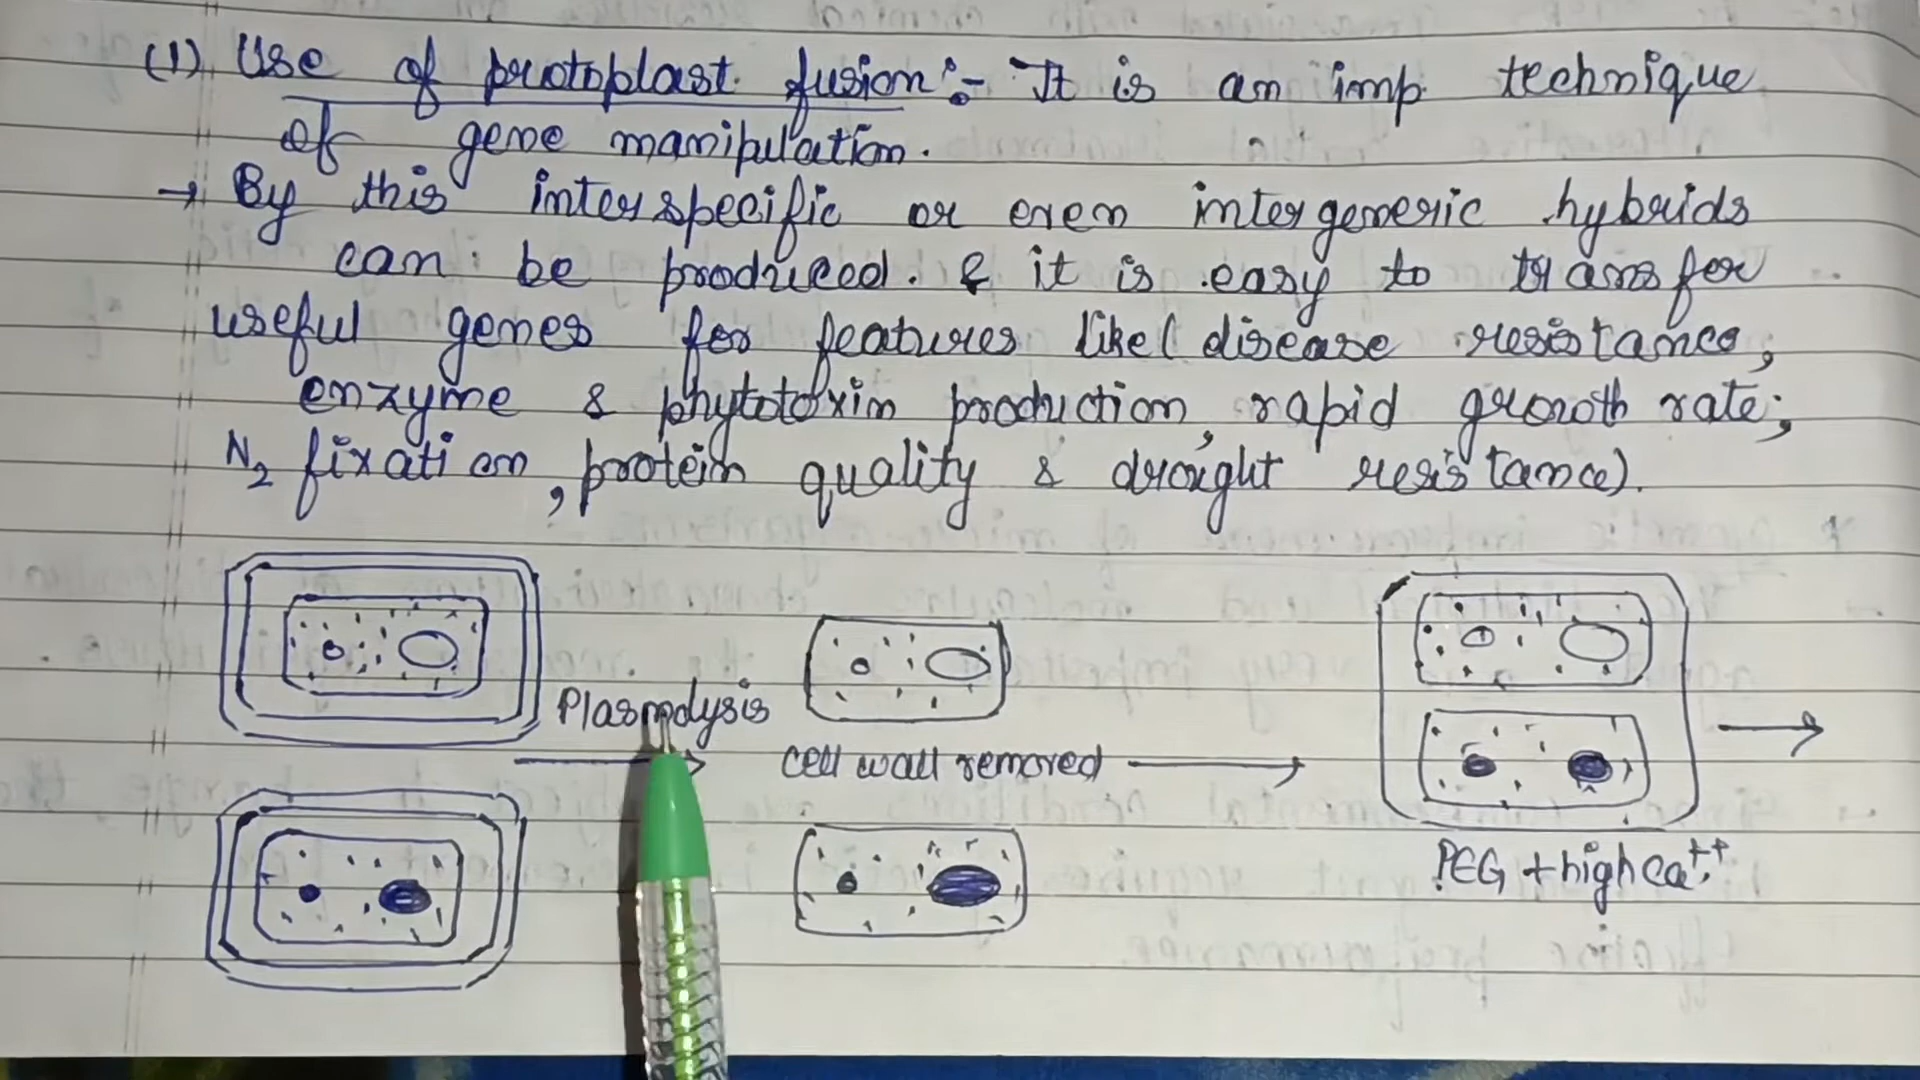 (1) Use of protoplast fusion :- It is an imp technique
of gene manipulation.
→ By this interspecific or even intergeneric hybrids
can be produced. & it is easy to transfer
useful genes for features like ( disease resistance,
enzyme & phytotoxin production, rapid growth rate,
N2 fixation, protein quality & drought resistance).
Plasmolysis
cell wall removed
PEG + high Ca++